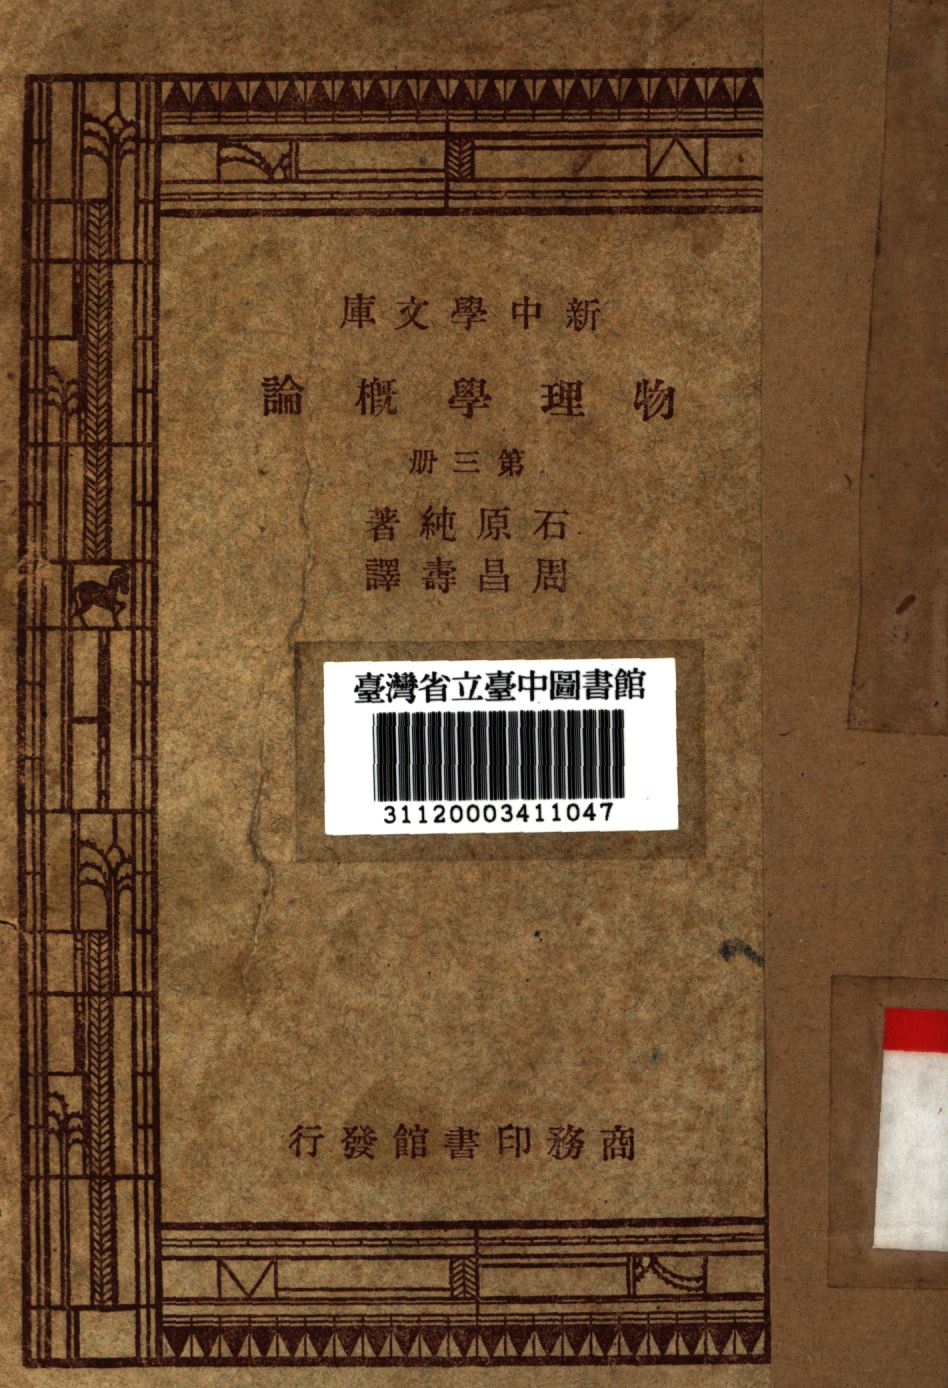 新中學文庫
物理學概論
第三册
石原純著
周昌壽譯
臺灣省立臺中圖書館
31120003411047
商務印書館發行